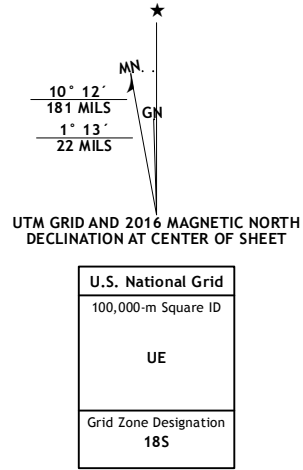 ★
MN
GN
10° 12´
181 MILS
1° 13´
22 MILS
UTM GRID AND 2016 MAGNETIC NORTH
DECLINATION AT CENTER OF SHEET
U.S. National Grid
100,000-m Square ID
UE
Grid Zone Designation
18S